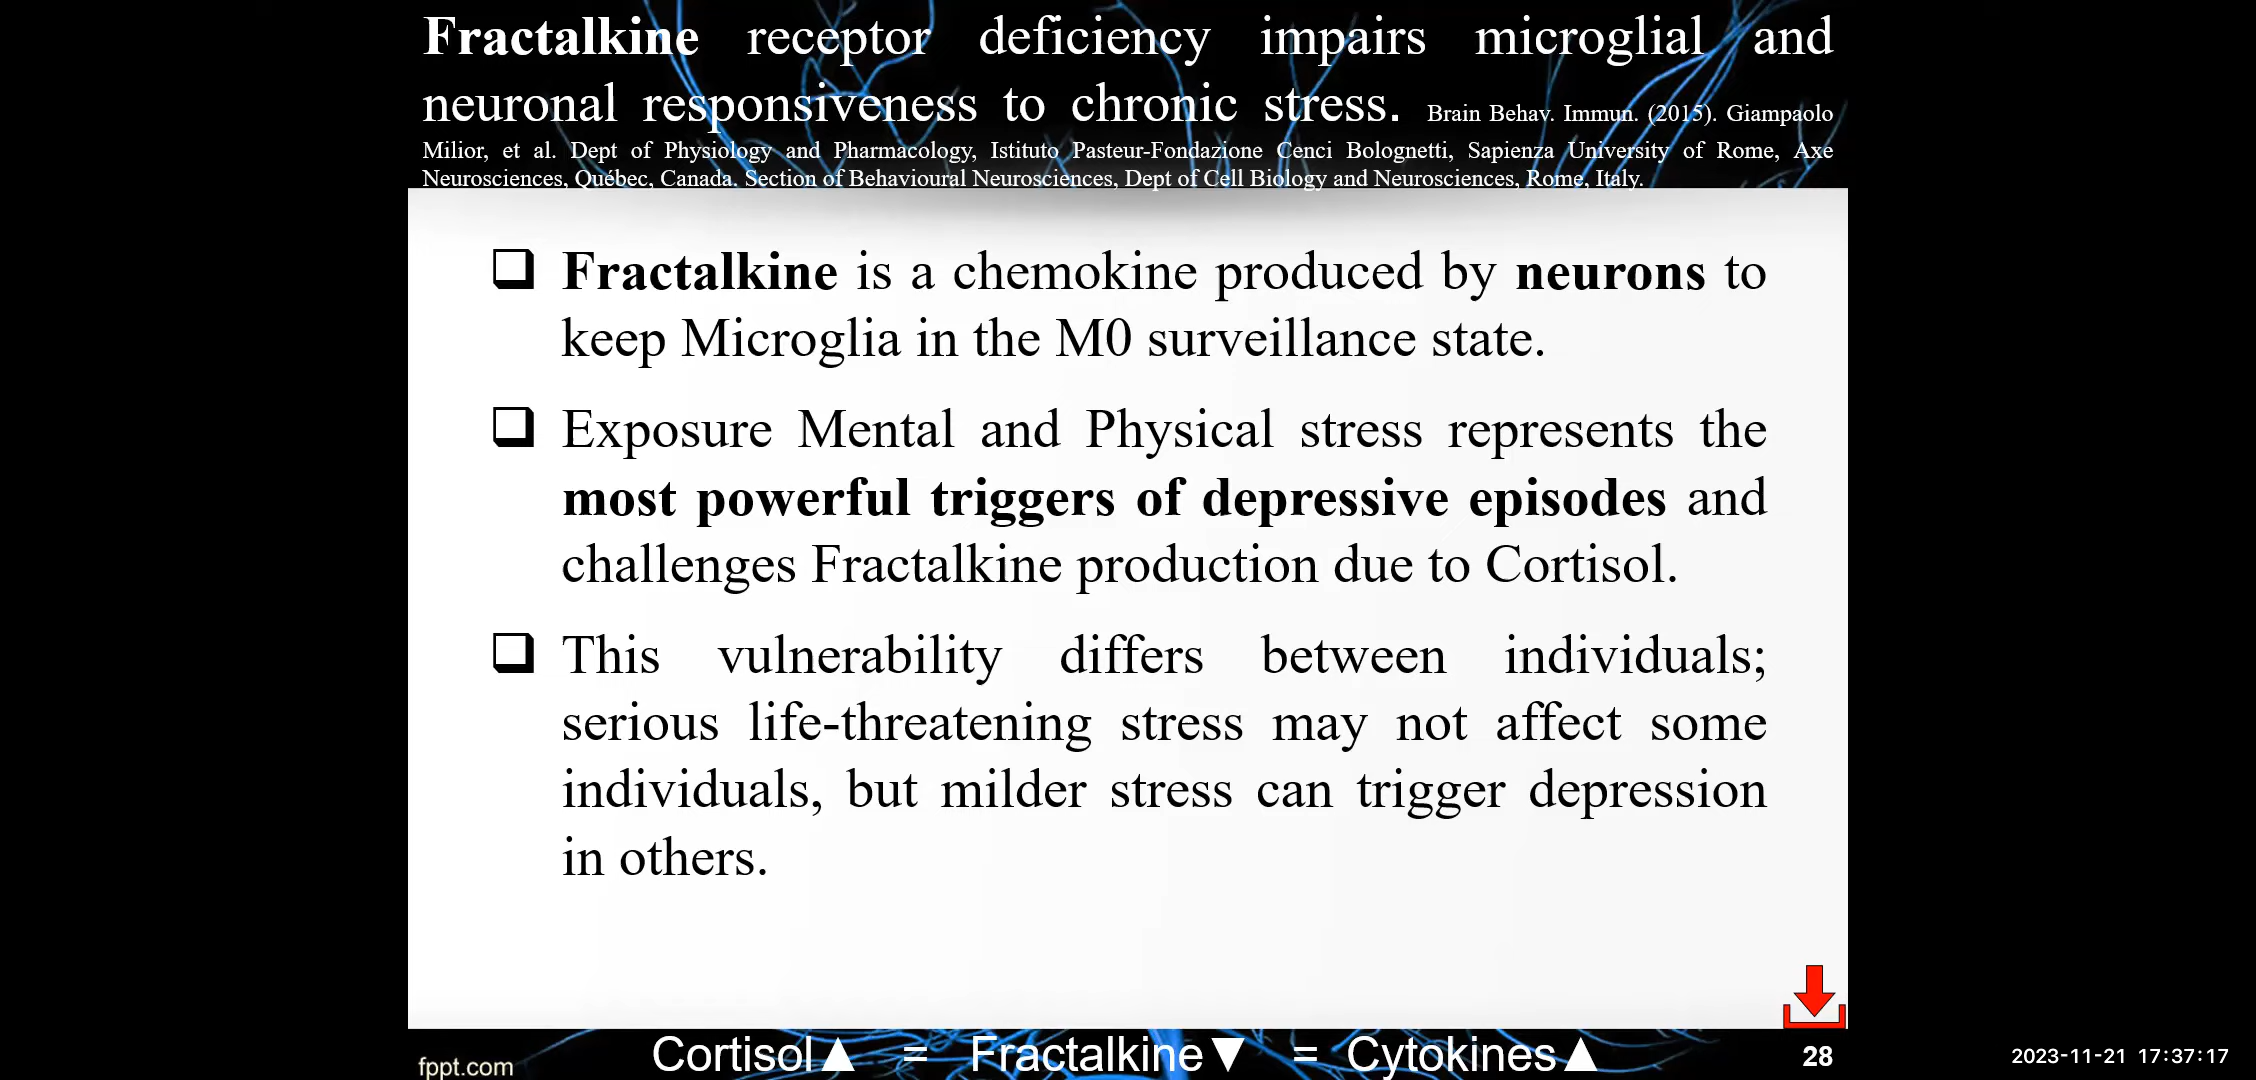 Fractalkine receptor deficiency impairs microglial and
neuronal responsiveness to chronic stress. Brain Behav. Immun. (2015). Giampaolo
Milior, et al. Dept of Physiology and Pharmacology, Istituto Pasteur-Fondazione Cenci Bolognetti, Sapienza University of Rome, Axe
Neurosciences, Québec, Canada. Section of Behavioural Neurosciences, Dept of Cell Biology and Neurosciences, Rome, Italy.
❑ Fractalkine is a chemokine produced by neurons to
keep Microglia in the M0 surveillance state.
❑ Exposure Mental and Physical stress represents the
most powerful triggers of depressive episodes and
challenges Fractalkine production due to Cortisol.
❑ This vulnerability differs between individuals;
serious life-threatening stress may not affect some
individuals, but milder stress can trigger depression
in others.
fppt.com
Cortisol▲ = Fractalkine▼ = Cytokines▲
28
2023-11-21 17:37:17